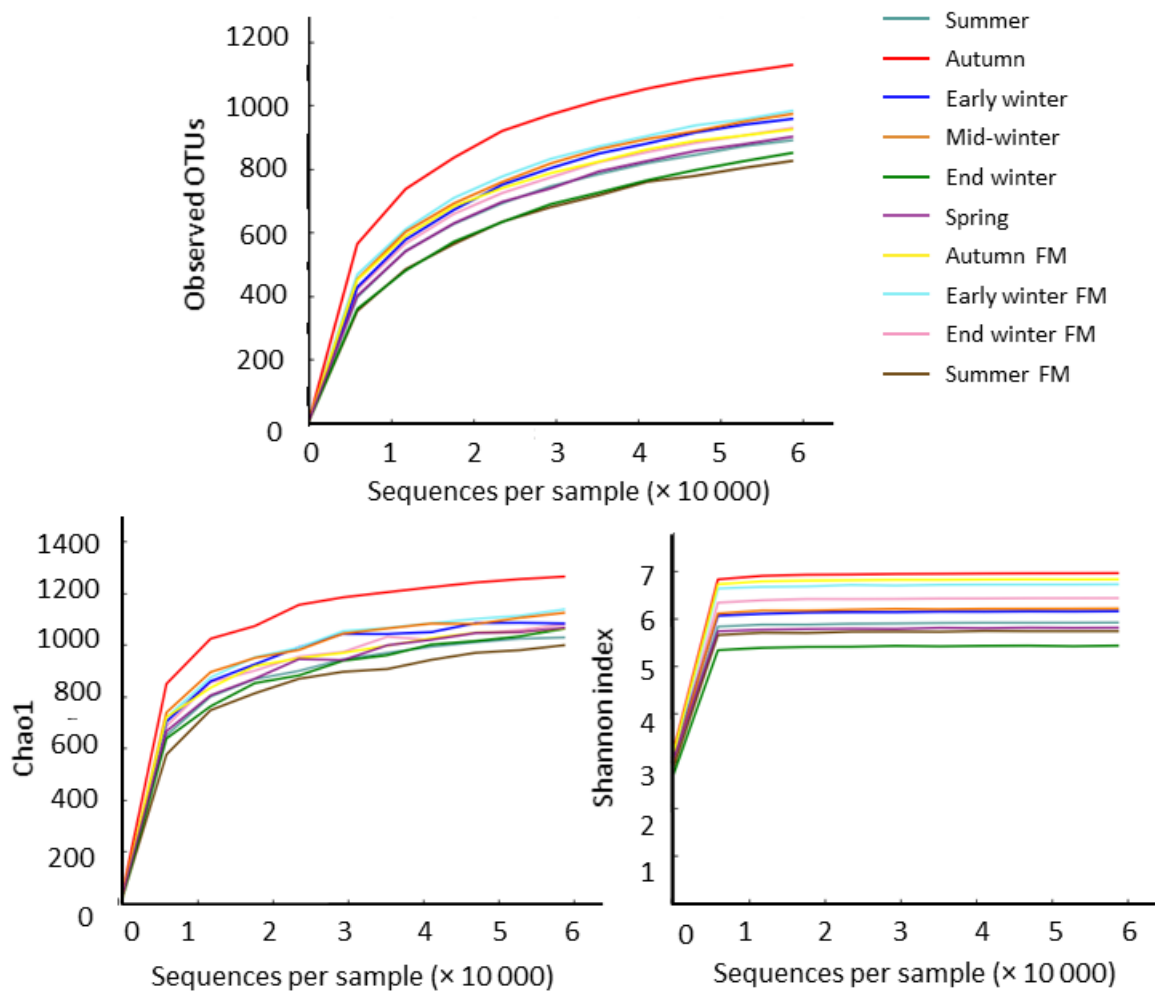 1200
1000
800
600
400
200
0
Observed OTUs
0 1 2 3 4 5 6
Sequences per sample (× 10 000)
Summer
Autumn
Early winter
Mid-winter
End winter
Spring
Autumn FM
Early winter FM
End winter FM
Summer FM
1400
1200
1000
800
600
400
200
0
Chao1
0 1 2 3 4 5 6
Sequences per sample (× 10 000)
7
6
5
4
3
2
1
Shannon index
0 1 2 3 4 5 6
Sequences per sample (× 10 000)